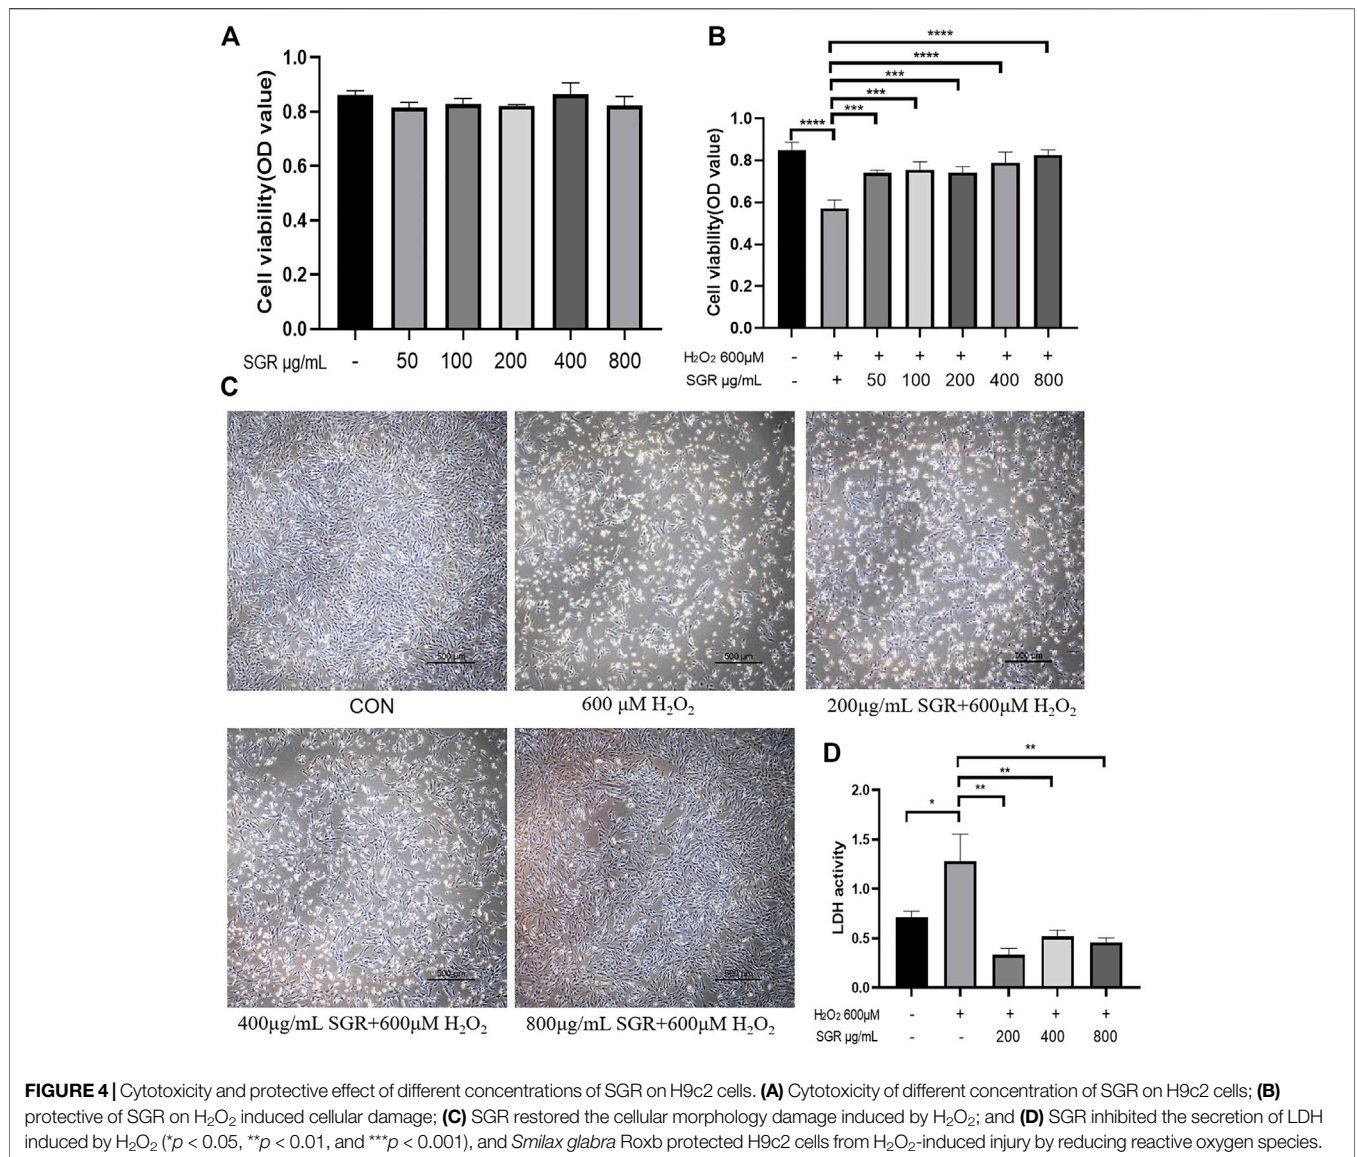 A
Cell viability(OD value)
1.0
0.8
0.6
0.4
0.2
0.0
SGR µg/mL - 50 100 200 400 800
B
****
****
***
***
***
****
Cell viability(OD value)
1.0
0.8
0.6
0.4
0.2
0.0
H₂O₂ 600µM - + + + + + +
SGR µg/mL - + 50 100 200 400 800
C
500 µm
500 µm
500 µm
CON
600 µM H₂O₂
200µg/mL SGR+600µM H₂O₂
500 µm
500 µm
400µg/mL SGR+600µM H₂O₂
800µg/mL SGR+600µM H₂O₂
D
**
**
**
*
LDH activity
2.0
1.5
1.0
0.5
0.0
H₂O₂ 600µM - + + + +
SGR µg/mL - - 200 400 800
FIGURE 4 | Cytotoxicity and protective effect of different concentrations of SGR on H9c2 cells. (A) Cytotoxicity of different concentration of SGR on H9c2 cells; (B)
protective of SGR on H₂O₂ induced cellular damage; (C) SGR restored the cellular morphology damage induced by H₂O₂; and (D) SGR inhibited the secretion of LDH
induced by H₂O₂ (*p < 0.05, **p < 0.01, and ***p < 0.001), and Smilax glabra Roxb protected H9c2 cells from H₂O₂-induced injury by reducing reactive oxygen species.